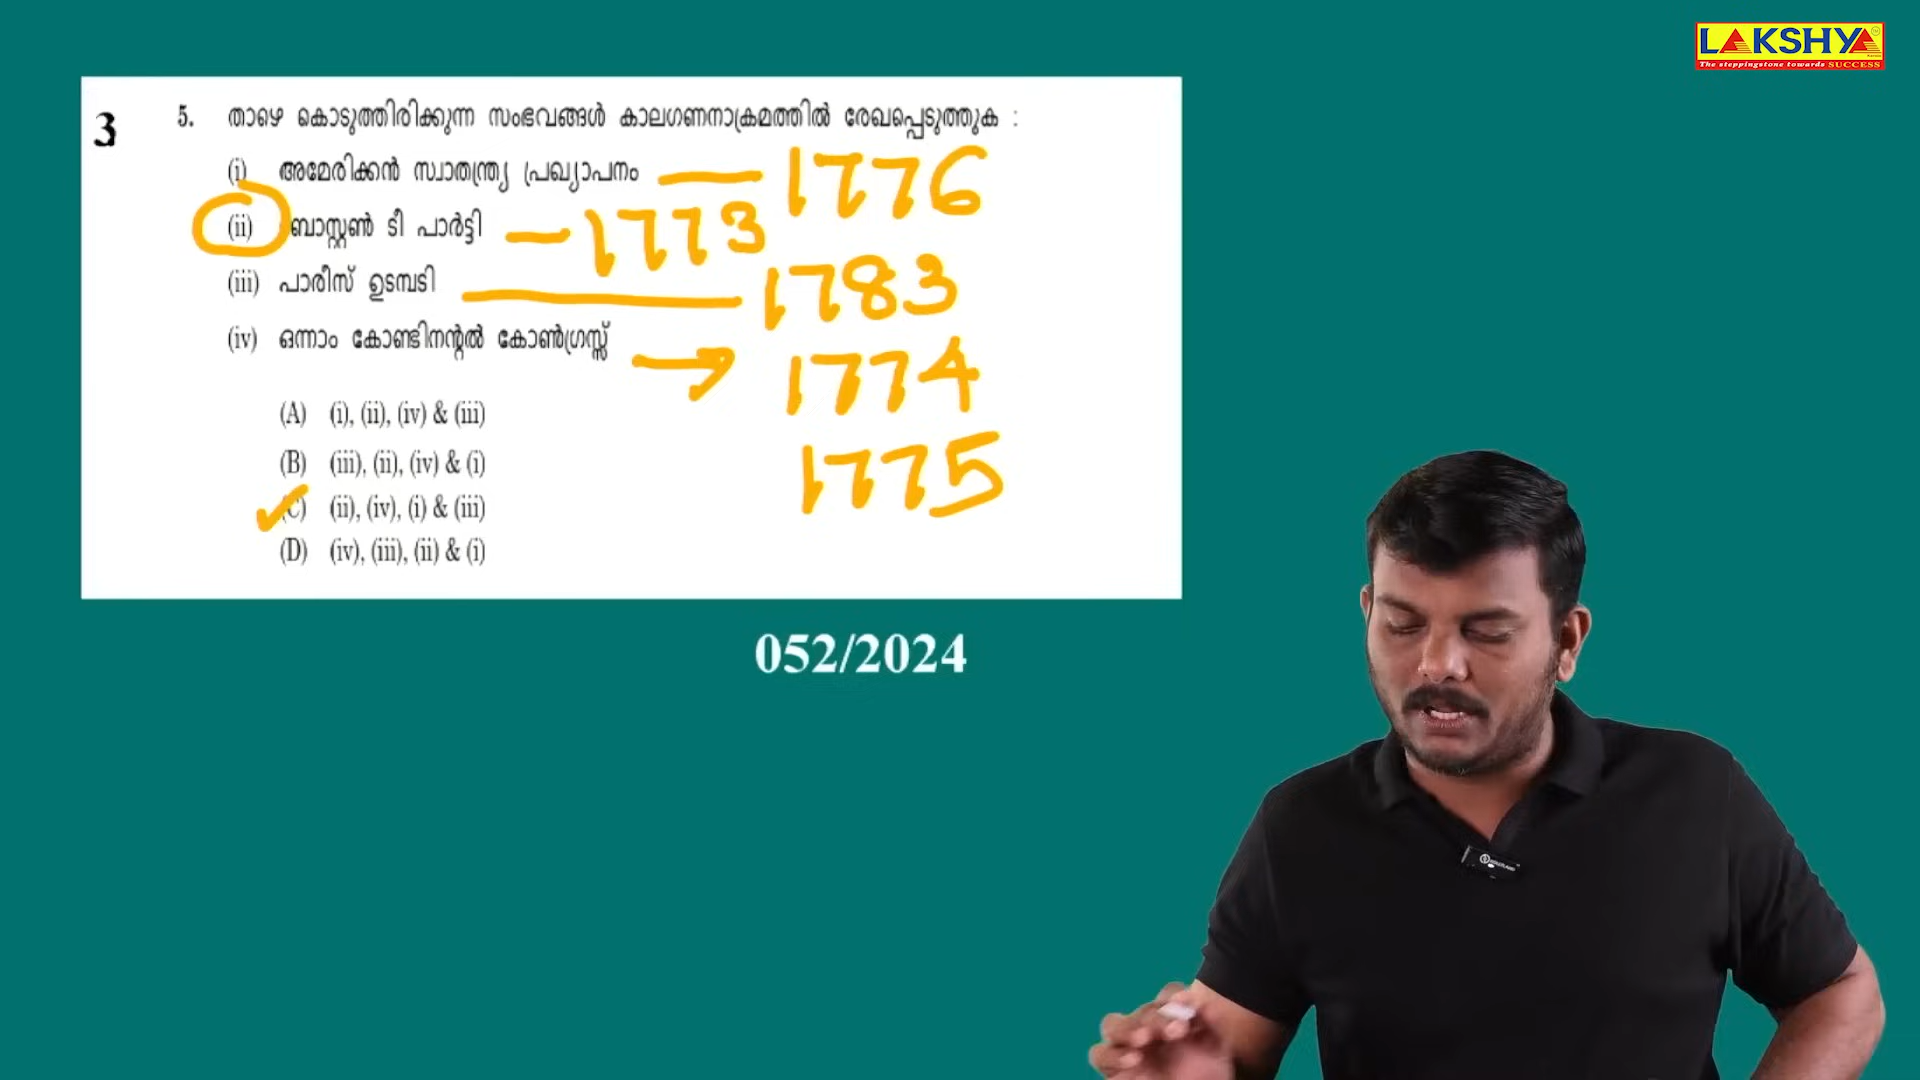 LAKSHYA
The steppingstone towards SUCCESS
3
5. താഴെ കൊടുത്തിരിക്കുന്ന സംഭവങ്ങൾ കാലഗണനാക്രമത്തിൽ രേഖപ്പെടുത്തുക :
(i) അമേരിക്കൻ സ്വാതന്ത്ര്യ പ്രഖ്യാപനം — 1776
(ii) ബോസ്റ്റൺ ടീ പാർട്ടി — 1773
(iii) പാരീസ് ഉടമ്പടി — 1783
(iv) ഒന്നാം കോണ്ടിനന്റൽ കോൺഗ്രസ്സ് → 1774
1775
(A) (i), (ii), (iv) & (iii)
(B) (iii), (ii), (iv) & (i)
(C) (ii), (iv), (i) & (iii)
(D) (iv), (iii), (ii) & (i)
052/2024